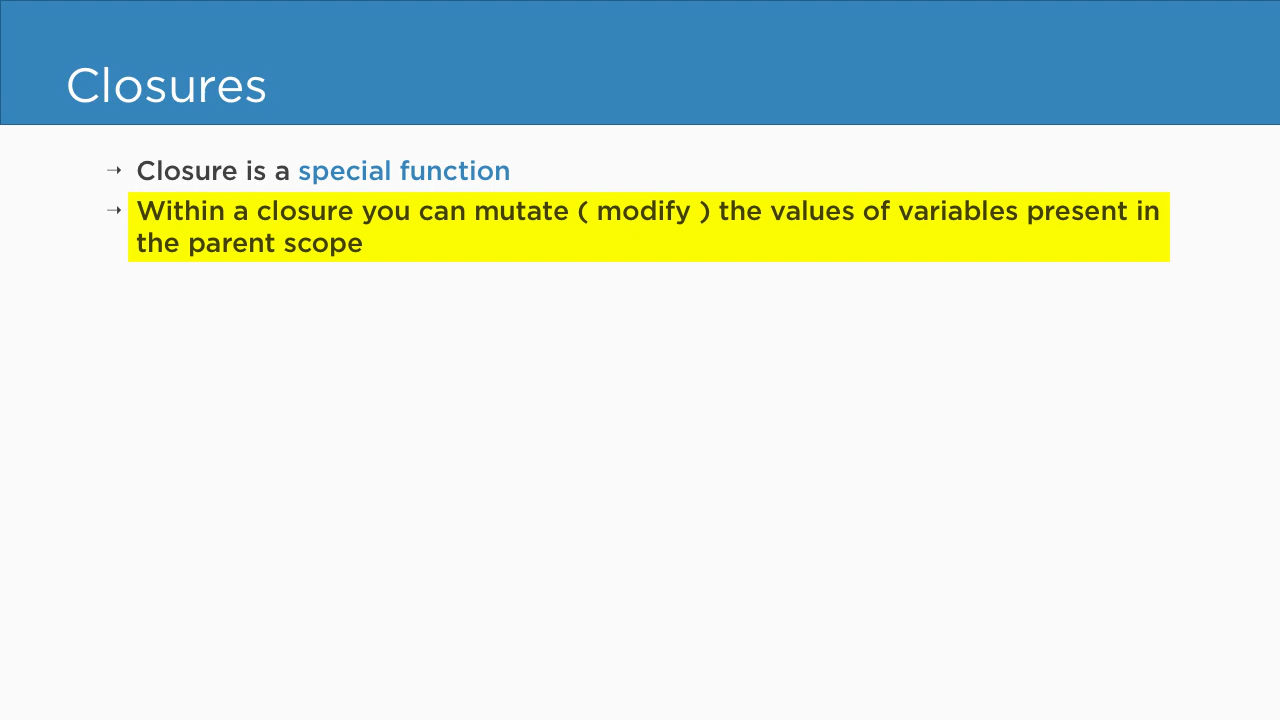 Closures
→ Closure is a special function
→ Within a closure you can mutate ( modify ) the values of variables present in
the parent scope